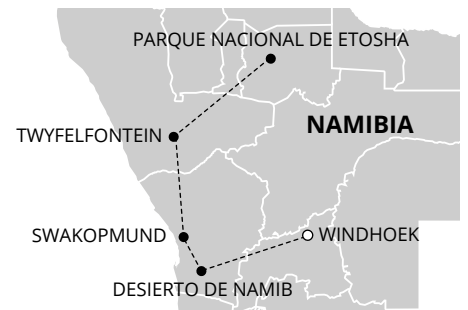 PARQUE NACIONAL DE ETOSHA
NAMIBIA
TWYFELFONTEIN
SWAKOPMUND
WINDHOEK
DESIERTO DE NAMIB